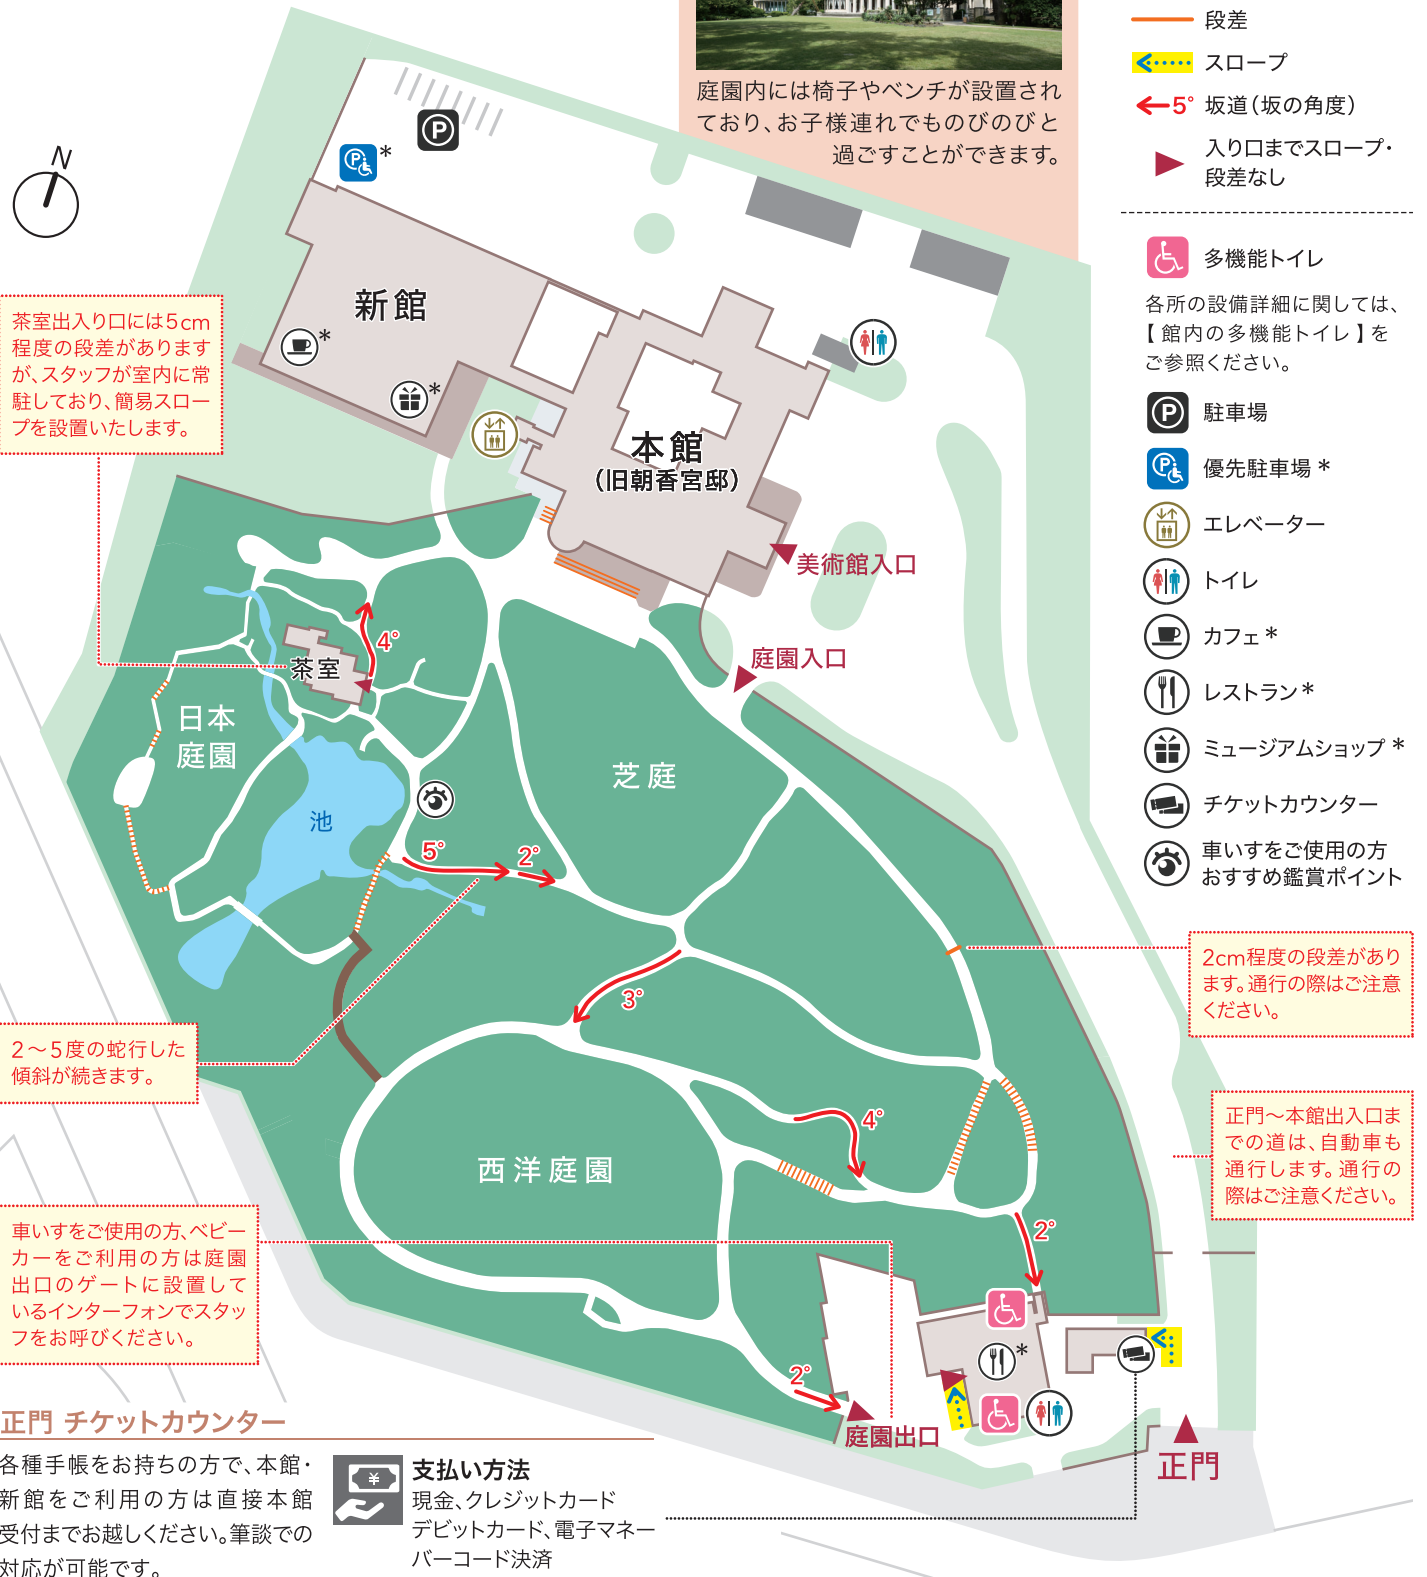 庭園内には椅子やベンチが設置され
ており、お子様連れでものびのびと
過ごすことができます。
段差
スロープ
5° 坂道（坂の角度）
入り口までスロープ・
段差なし
多機能トイレ
各所の設備詳細に関しては、
【館内の多機能トイレ】を
ご参照ください。
駐車場
優先駐車場＊
エレベーター
トイレ
カフェ＊
レストラン＊
ミュージアムショップ＊
チケットカウンター
車いすをご使用の方
おすすめ鑑賞ポイント
N
P
P
＊
新館
＊
＊
本館
（旧朝香宮邸）
美術館入口
庭園入口
茶室出入り口には5cm
程度の段差があります
が、スタッフが室内に常
駐しており、簡易スロー
プを設置いたします。
4°
茶室
日本
庭園
芝庭
池
5°
2°
3°
2cm程度の段差があり
ます。通行の際はご注意
ください。
2〜5度の蛇行した
傾斜が続きます。
4°
西洋庭園
正門〜本館出入口ま
での道は、自動車も
通行します。通行の
際はご注意ください。
車いすをご使用の方、ベビー
カーをご利用の方は庭園
出口のゲートに設置して
いるインターフォンでスタッ
フをお呼びください。
2°
＊
2°
庭園出口
正門
正門 チケットカウンター
各種手帳をお持ちの方で、本館・
新館をご利用の方は直接本館
受付までお越しください。筆談での
対応が可能です。
¥
支払い方法
現金、クレジットカード
デビットカード、電子マネー
バーコード決済